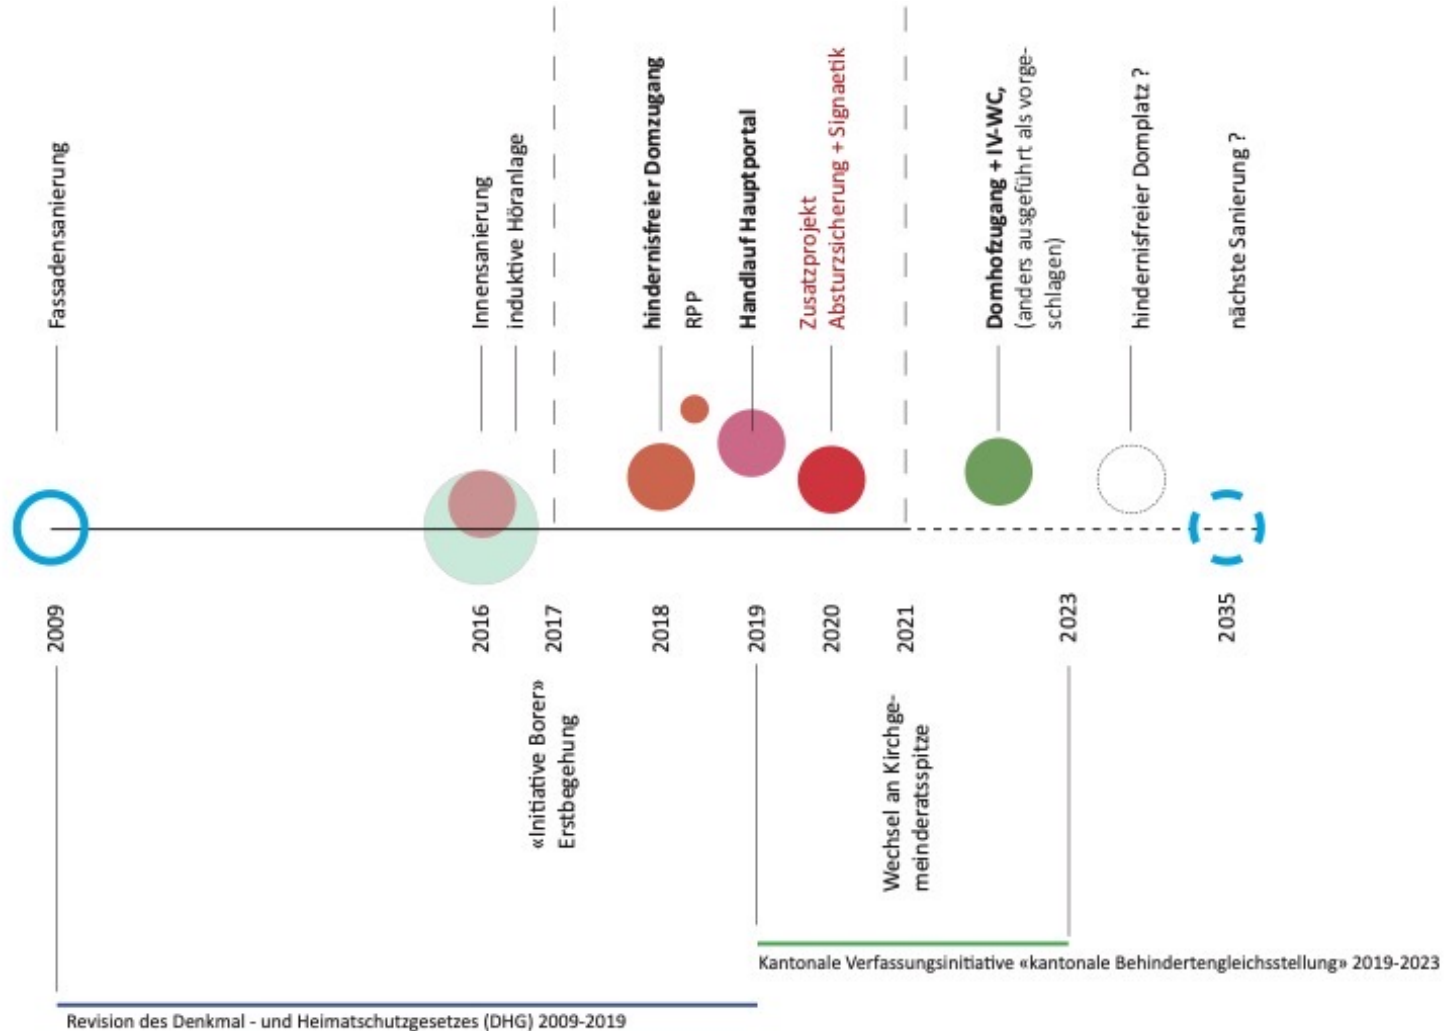 Fassadensanierung
Innensanierung
induktive Höranlage
hindernisfreier Domzugang
RPP
Handlauf Hauptportal
Zusatzprojekt
Absturzsicherung + Signaetik
Domhofzugang + IV-WC,
(anders ausgeführt als vorge-
schlagen)
hindernisfreier Domplatz ?
nächste Sanierung ?
2009
2016
2017
2018
2019
2020
2021
2023
2035
«Initiative Borer»
Erstbegehung
Wechsel an Kirchge-
meinderatsspitze
Kantonale Verfassungsinitiative «kantonale Behindertengleichsstellung» 2019-2023
Revision des Denkmal - und Heimatschutzgesetzes (DHG) 2009-2019